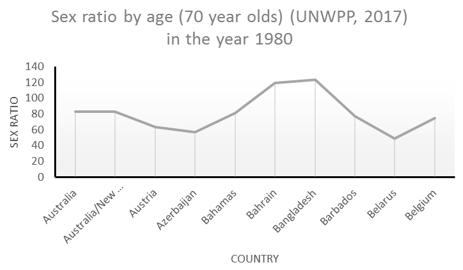 Sex ratio by age (70 year olds) (UNWPP, 2017)
in the year 1980
140
120
100
80
60
40
20
0
SEX RATIO
Australia
Australia/New ...
Austria
Azerbaijan
Bahamas
Bahrain
Bangladesh
Barbados
Belarus
Belgium
COUNTRY